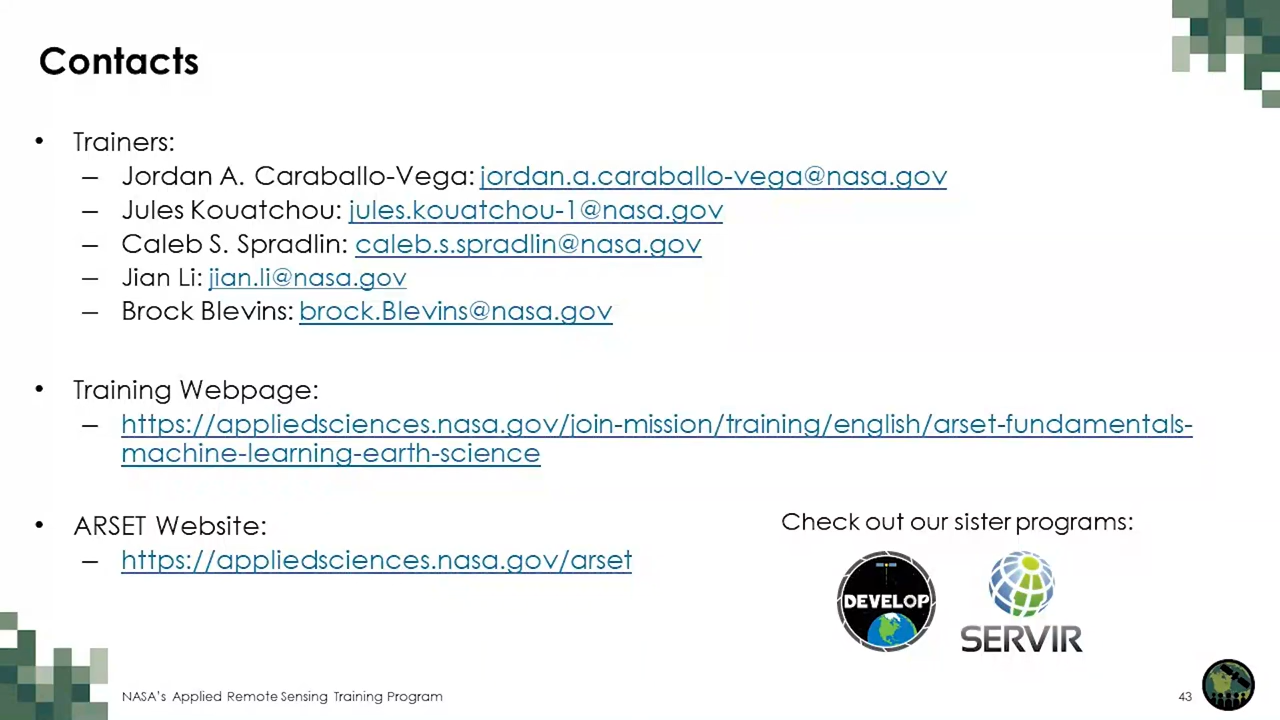 Contacts
• Trainers:
– Jordan A. Caraballo-Vega: jordan.a.caraballo-vega@nasa.gov
– Jules Kouatchou: jules.kouatchou-1@nasa.gov
– Caleb S. Spradlin: caleb.s.spradlin@nasa.gov
– Jian Li: jian.li@nasa.gov
– Brock Blevins: brock.Blevins@nasa.gov
• Training Webpage:
– https://appliedsciences.nasa.gov/join-mission/training/english/arset-fundamentals-
machine-learning-earth-science
• ARSET Website:
– https://appliedsciences.nasa.gov/arset
Check out our sister programs:
DEVELOP
SERVIR
NASA's Applied Remote Sensing Training Program
43